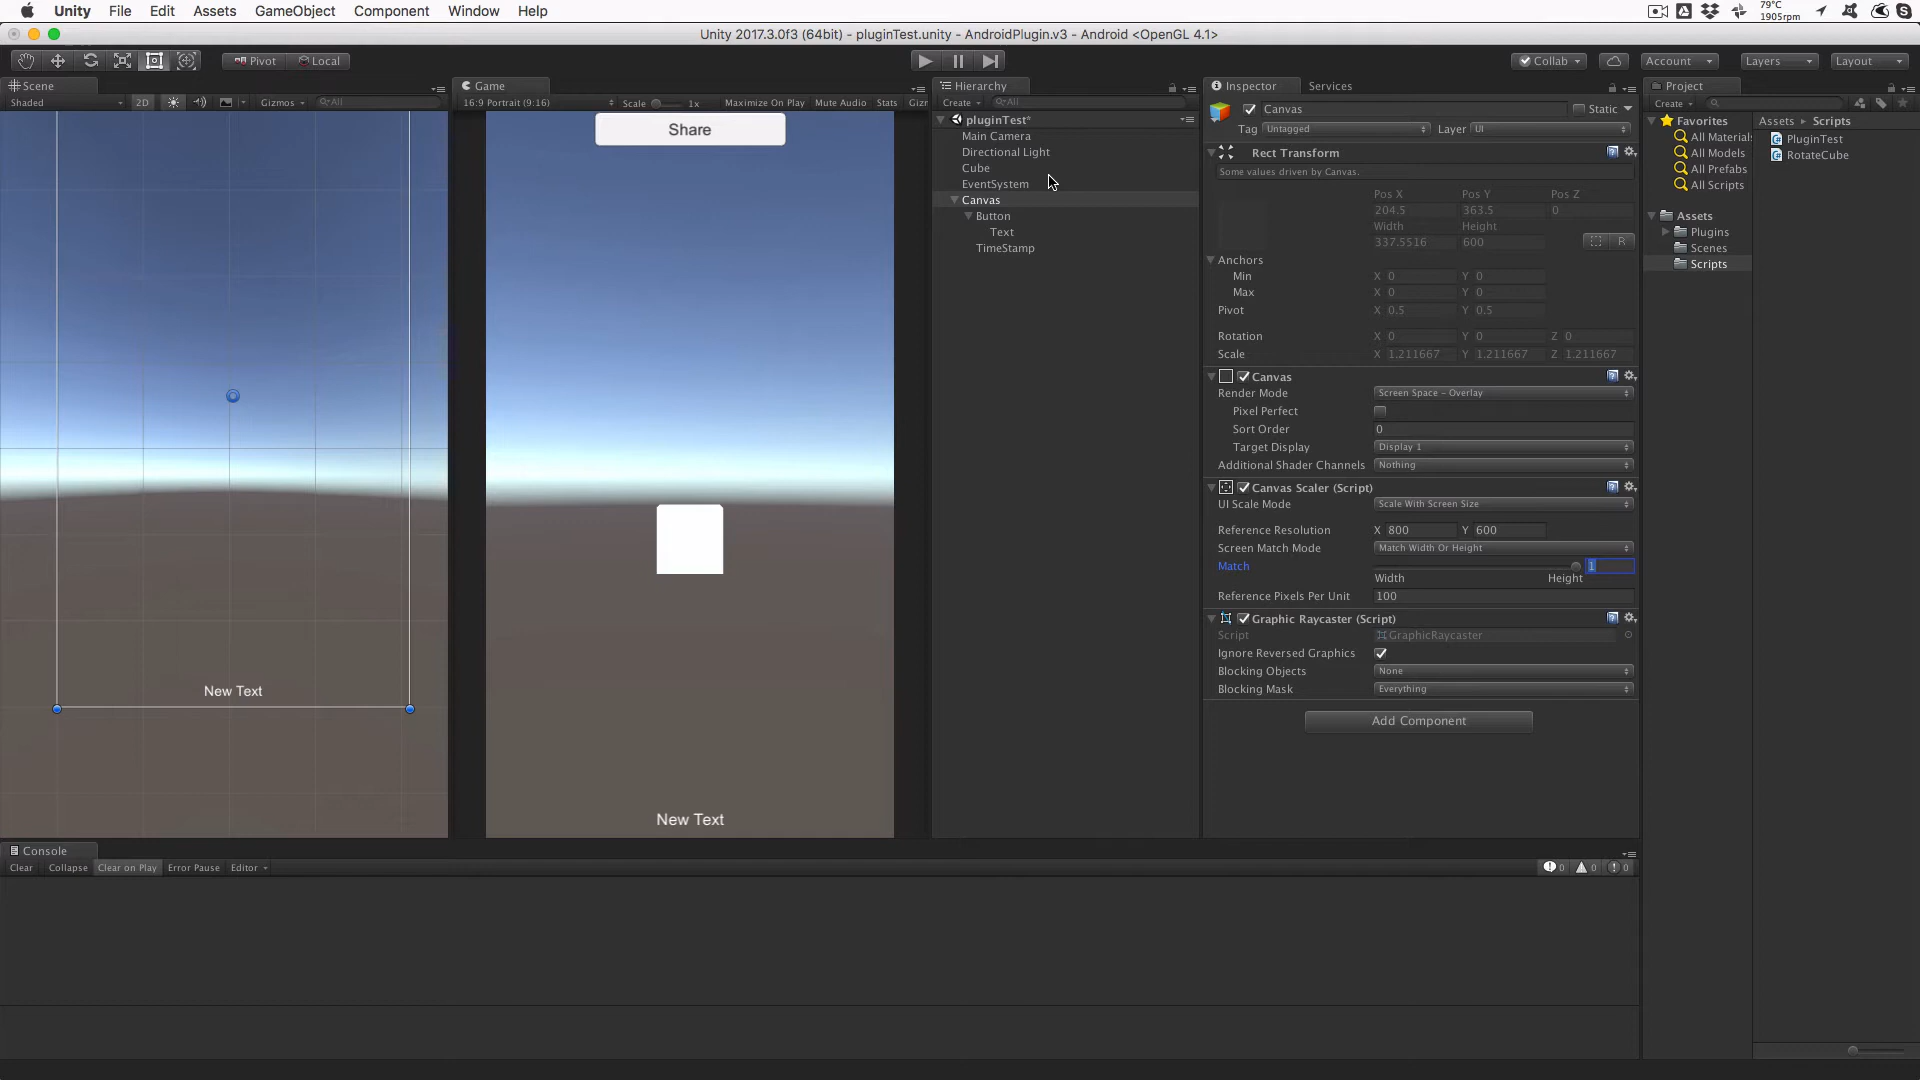 Unity File Edit Assets GameObject Component Window Help
79°C
1905rpm
Unity 2017.3.0f3 (64bit) - pluginTest.unity - AndroidPlugin.v3 - Android <OpenGL 4.1>
Pivot Local
Collab Account Layers Layout
Scene
Shaded 2D Gizmos All
Game
16:9 Portrait (9:16) Scale 1x Maximize On Play Mute Audio Stats Giz
Share
New Text
New Text
Hierarchy
Create All
pluginTest*
Main Camera
Directional Light
Cube
EventSystem
Canvas
Button
Text
TimeStamp
Inspector Services
Canvas Static
Tag Untagged Layer UI
Rect Transform
Some values driven by Canvas.
Pos X Pos Y Pos Z
204.5 363.5 0
Width Height
337.5516 600 R
Anchors
Min X 0 Y 0
Max X 0 Y 0
Pivot X 0.5 Y 0.5
Rotation X 0 Y 0 Z 0
Scale X 1.211667 Y 1.211667 Z 1.211667
Canvas
Render Mode Screen Space - Overlay
Pixel Perfect
Sort Order 0
Target Display Display 1
Additional Shader Channels Nothing
Canvas Scaler (Script)
UI Scale Mode Scale With Screen Size
Reference Resolution X 800 Y 600
Screen Match Mode Match Width Or Height
Match 1
Width Height
Reference Pixels Per Unit 100
Graphic Raycaster (Script)
Script GraphicRaycaster
Ignore Reversed Graphics
Blocking Objects None
Blocking Mask Everything
Add Component
Project
Create
Favorites
All Materials
All Models
All Prefabs
All Scripts
Assets
Plugins
Scenes
Scripts
Assets Scripts
PluginTest
RotateCube
Console
Clear Collapse Clear on Play Error Pause Editor 0 0 0